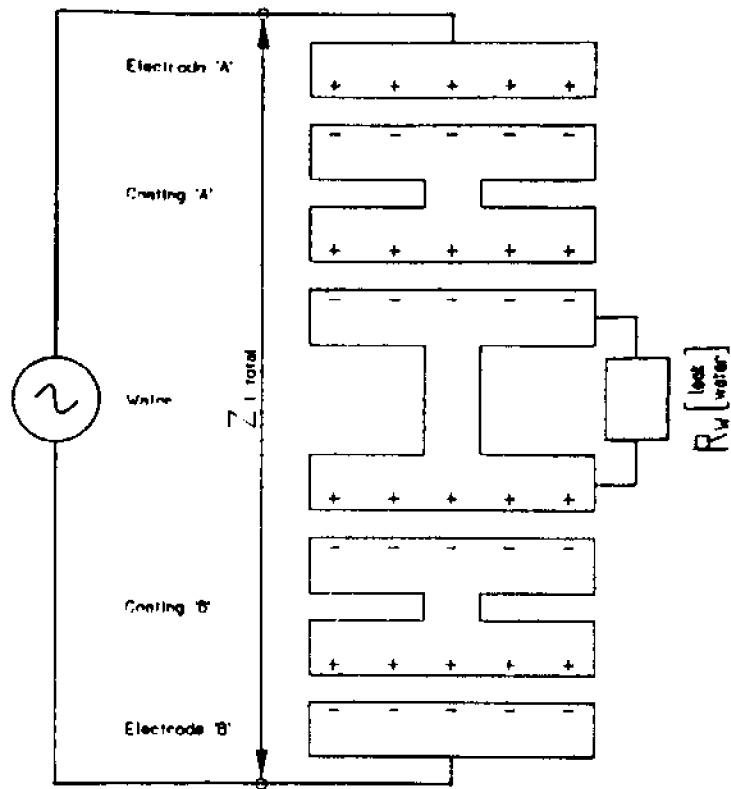 Electrode 'A'
+ + + + +
- - - - -
Coating 'A'
+ + + + +
- - - - -
Z [total]
Water
Rw [leak water]
+ + + + +
- - - - -
Coating 'B'
+ + + + +
- - - - -
Electrode 'B'